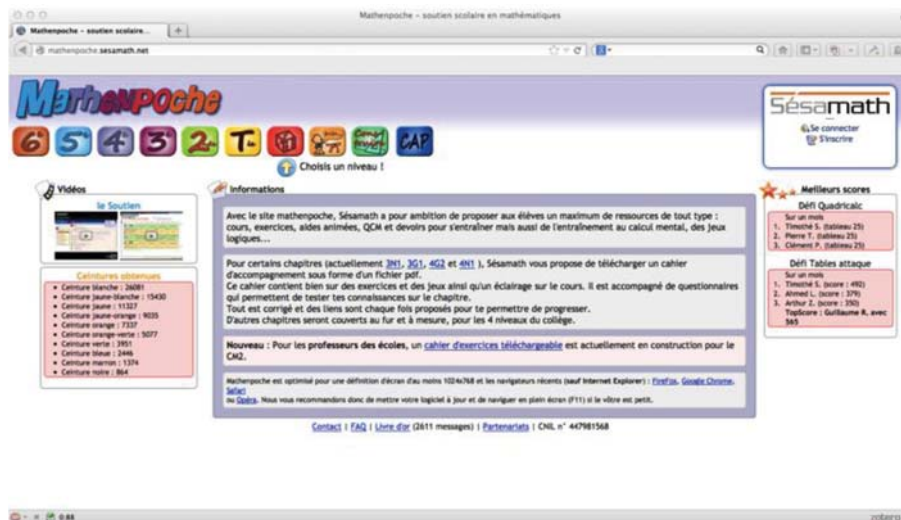 Mathenpoche – soutien scolaire en mathématiques
Mathenpoche – soutien scolaire...
mathenpoche.sesamath.net
Mathenpoche
6e 5e 4e 3e 2de T CAP
Choisis un niveau !
Sésamath
Se connecter
S'inscrire
Vidéos
le Soutien
Ceintures obtenues
• Ceinture blanche : 26081
• Ceinture jaune-blanche : 15430
• Ceinture jaune : 11327
• Ceinture jaune-orange : 9035
• Ceinture orange : 7337
• Ceinture orange-verte : 5077
• Ceinture verte : 3951
• Ceinture bleue : 2446
• Ceinture marron : 1374
• Ceinture noire : 864
Informations
Avec le site mathenpoche, Sésamath a pour ambition de proposer aux élèves un maximum de ressources de tout type :
cours, exercices, aides animées, QCM et devoirs pour s'entraîner mais aussi de l'entraînement au calcul mental, des jeux
logiques...
Pour certains chapitres (actuellement 3N1, 3G1, 4G2 et 4N1 ), Sésamath vous propose de télécharger un cahier
d'accompagnement sous forme d'un fichier pdf.
Ce cahier contient bien sur des exercices et des jeux ainsi qu'un éclairage sur le cours. Il est accompagné de questionnaires
qui permettent de tester tes connaissances sur le chapitre.
Tout est corrigé et des liens sont chaque fois proposés pour te permettre de progresser.
D'autres chapitres seront couverts au fur et à mesure, pour les 4 niveaux du collège.
Nouveau : Pour les professeurs des écoles, un cahier d'exercices téléchargeable est actuellement en construction pour le
CM2.
Mathenpoche est optimisé pour une définition d'écran d'au moins 1024x768 et les navigateurs récents (sauf Internet Explorer) : FireFox, Google Chrome,
Safari
ou Opéra. Nous vous recommandons donc de mettre votre logiciel à jour et de naviguer en plein écran (F11) si le vôtre est petit.
Meilleurs scores
Défi Quadricalc
Sur un mois
1. Timothé S. (tableau 25)
2. Pierre T. (tableau 25)
3. Clément P. (tableau 25)
Défi Tables attaque
Sur un mois
1. Timothé S. (score : 492)
2. Ahmed L. (score : 379)
3. Arthur Z. (score : 350)
TopScore : Guillaume R. avec
565
Contact | FAQ | Livre d'or (2611 messages) | Partenariats | CNIL n° 447981568
zotero